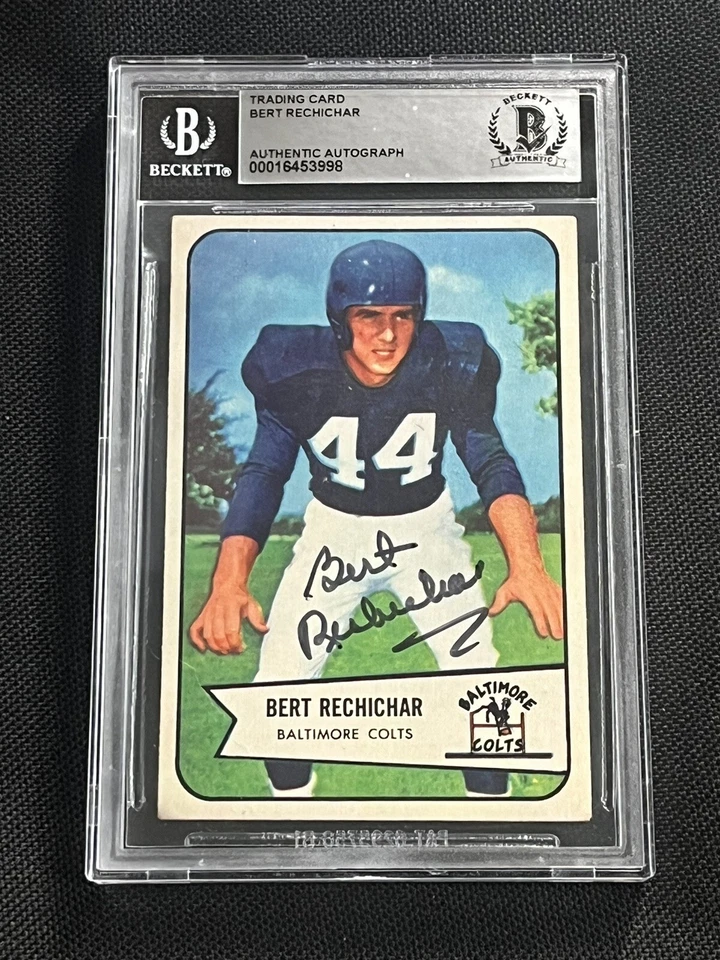 TRADING CARD
BERT RECHICHAR
AUTHENTIC AUTOGRAPH
00016453998
B
BECKETT®
BECKETT
B
AUTHENTIC
44
Bert
Rechichar
BERT RECHICHAR
BALTIMORE COLTS
BALTIMORE
COLTS